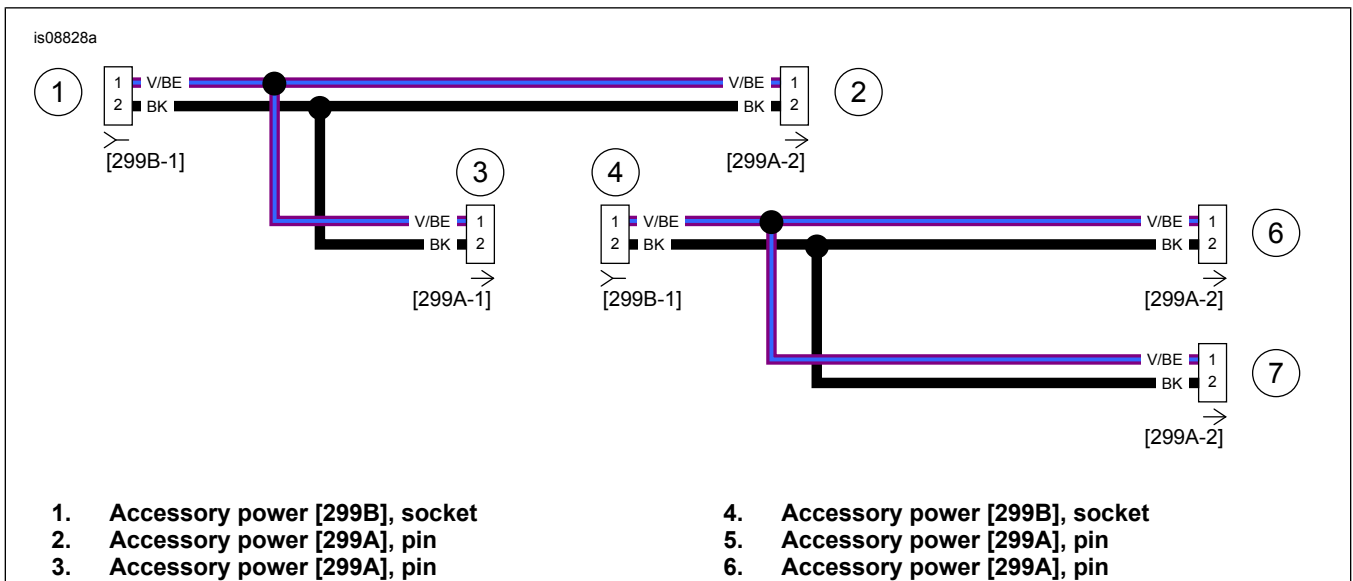 is08828a
1 1 V/BE V/BE 1 2
2 BK BK 2
[299B-1] [299A-2]
3 4
V/BE 1 1 V/BE V/BE 1 6
BK 2 2 BK BK 2
[299A-1] [299B-1] [299A-2]
V/BE 1 7
BK 2
[299A-2]
1. Accessory power [299B], socket
2. Accessory power [299A], pin
3. Accessory power [299A], pin
4. Accessory power [299B], socket
5. Accessory power [299A], pin
6. Accessory power [299A], pin